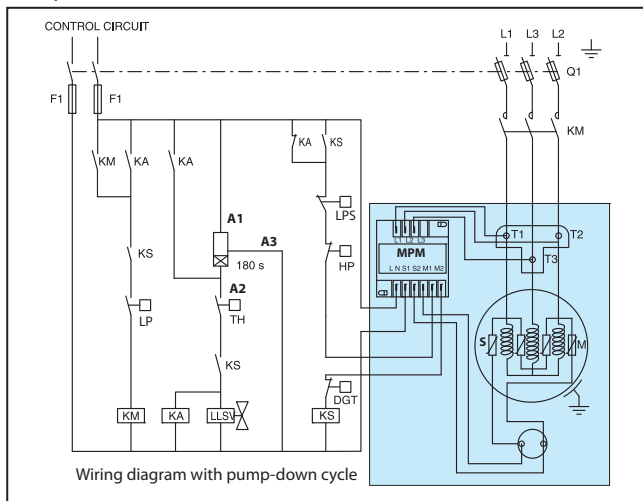 CONTROL CIRCUIT
L1 L3 L2
Q1
F1 F1
KM
KM KA KA KA KS
A1
A3
LPS
L1 L2 L3
T1 T2
MPM
T3
KS
HP
180 s
L N S1 S2 M1 M2
A2
LP
TH
S M
KS
DGT
KM KA LLSV KS
Wiring diagram with pump-down cycle